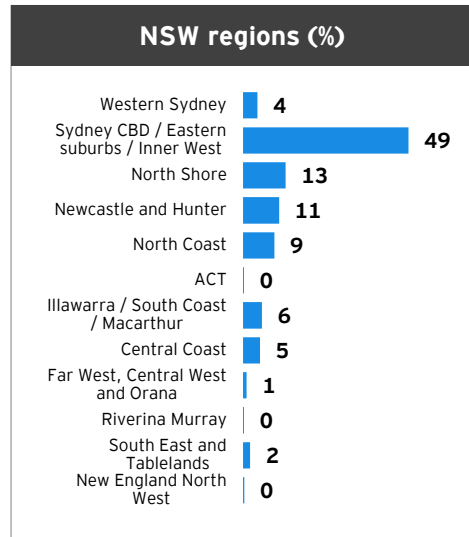 NSW regions (%)
Western Sydney 4
Sydney CBD / Eastern
suburbs / Inner West 49
North Shore 13
Newcastle and Hunter 11
North Coast 9
ACT 0
Illawarra / South Coast
/ Macarthur 6
Central Coast 5
Far West, Central West
and Orana 1
Riverina Murray 0
South East and
Tablelands 2
New England North
West 0